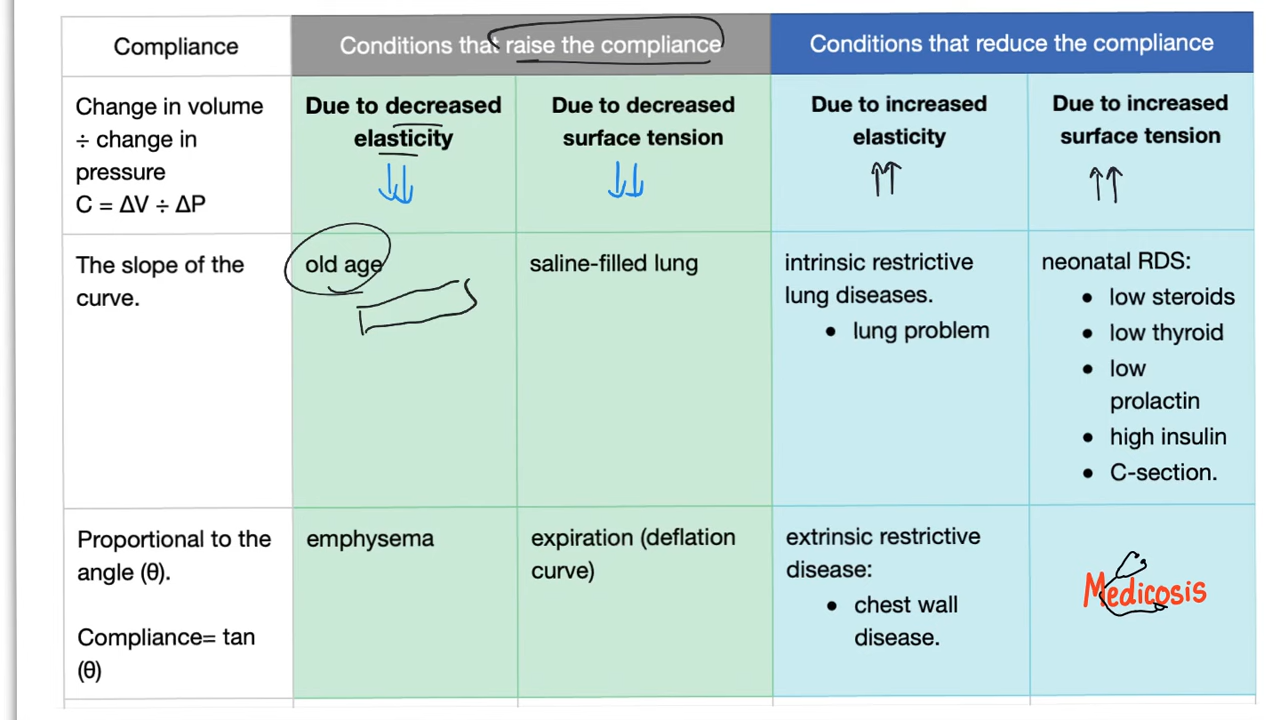 Compliance
Conditions that raise the compliance
Conditions that reduce the compliance
Change in volume
÷ change in
pressure
C = ΔV ÷ ΔP
Due to decreased
elasticity
Due to decreased
surface tension
Due to increased
elasticity
Due to increased
surface tension
The slope of the
curve.
old age
saline-filled lung
intrinsic restrictive
lung diseases.
• lung problem
neonatal RDS:
• low steroids
• low thyroid
• low
prolactin
• high insulin
• C-section.
Proportional to the
angle (θ).
Compliance= tan
(θ)
emphysema
expiration (deflation
curve)
extrinsic restrictive
disease:
• chest wall
disease.
Medicosis